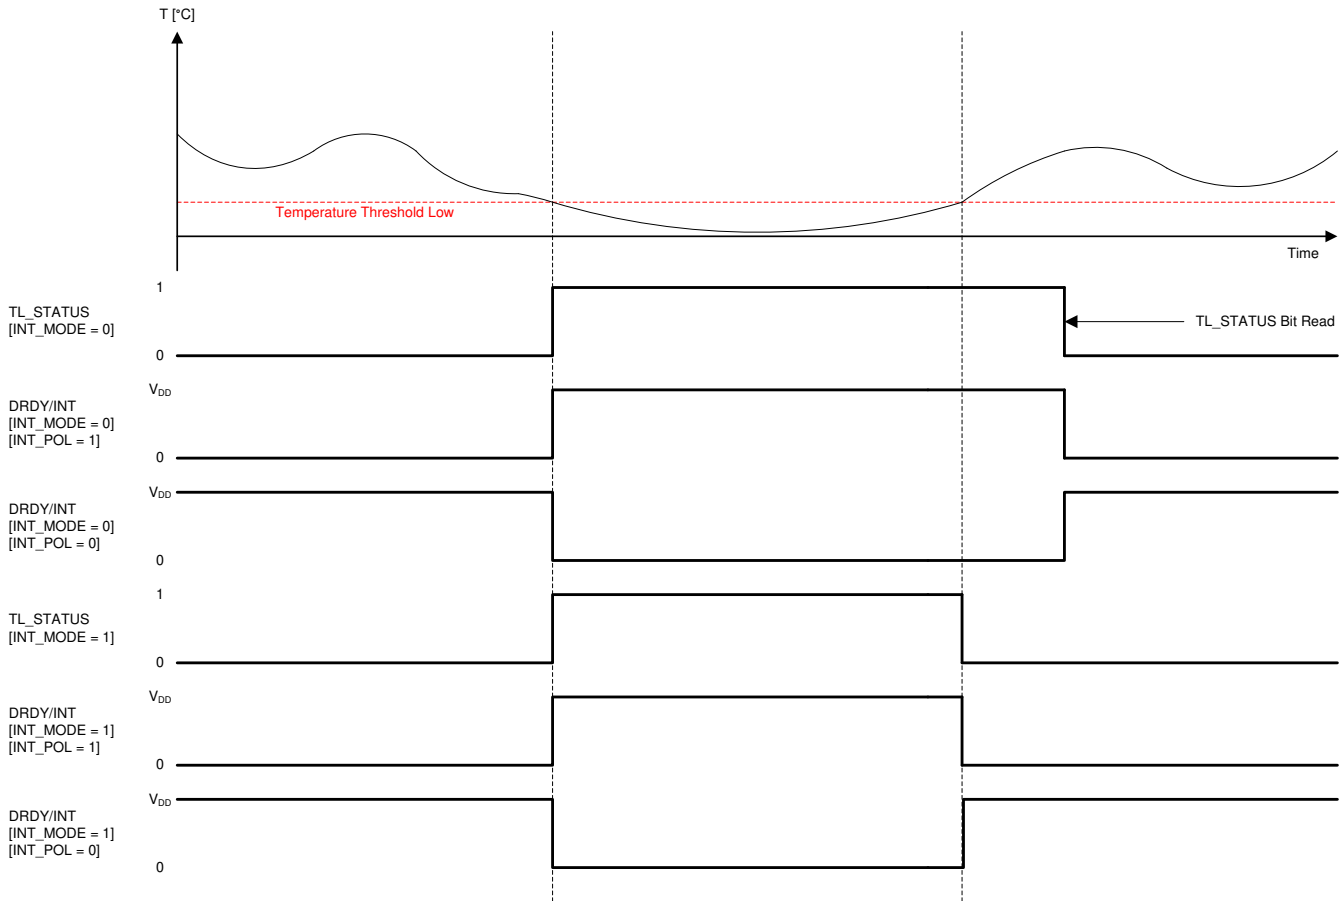 T [°C]
Temperature Threshold Low
Time
1
TL_STATUS
[INT_MODE = 0]
TL_STATUS Bit Read
0
VDD
DRDY/INT
[INT_MODE = 0]
[INT_POL = 1]
0
VDD
DRDY/INT
[INT_MODE = 0]
[INT_POL = 0]
0
1
TL_STATUS
[INT_MODE = 1]
0
VDD
DRDY/INT
[INT_MODE = 1]
[INT_POL = 1]
0
VDD
DRDY/INT
[INT_MODE = 1]
[INT_POL = 0]
0